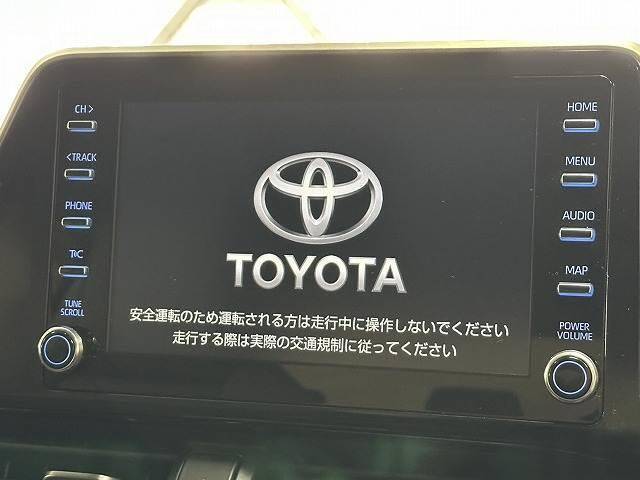 CH >
< TRACK
PHONE
TC
TUNE
SCROLL
TOYOTA
安全運転のため運転される方は走行中に操作しないでください
走行する際は実際の交通規制に従ってください
HOME
MENU
AUDIO
MAP
POWER
VOLUME